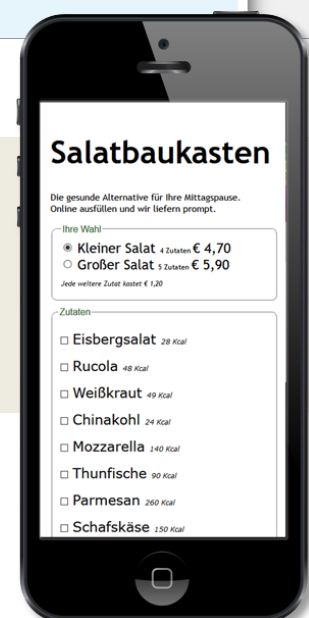 Salatbaukasten
Die gesunde Alternative für Ihre Mittagspause.
Online ausfüllen und wir liefern prompt.
Ihre Wahl
Kleiner Salat 4 Zutaten € 4,70
Großer Salat 5 Zutaten € 5,90
Jede weitere Zutat kostet € 1,20
Zutaten
Eisbergsalat 28 Kcal
Rucola 48 Kcal
Weißkraut 49 Kcal
Chinakohl 24 Kcal
Mozzarella 140 Kcal
Thunfische 90 Kcal
Parmesan 260 Kcal
Schafskäse 150 Kcal